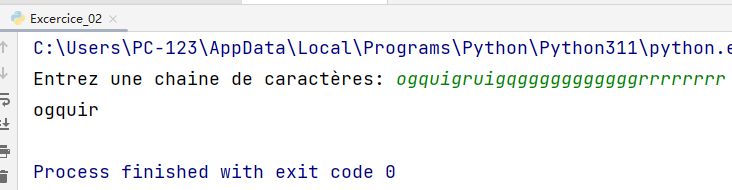 Excercice_02
C:\Users\PC-123\AppData\Local\Programs\Python\Python311\python.e
Entrez une chaine de caractères: ogquigruigqgggggggggggrrrrrrrr
ogquir
Process finished with exit code 0